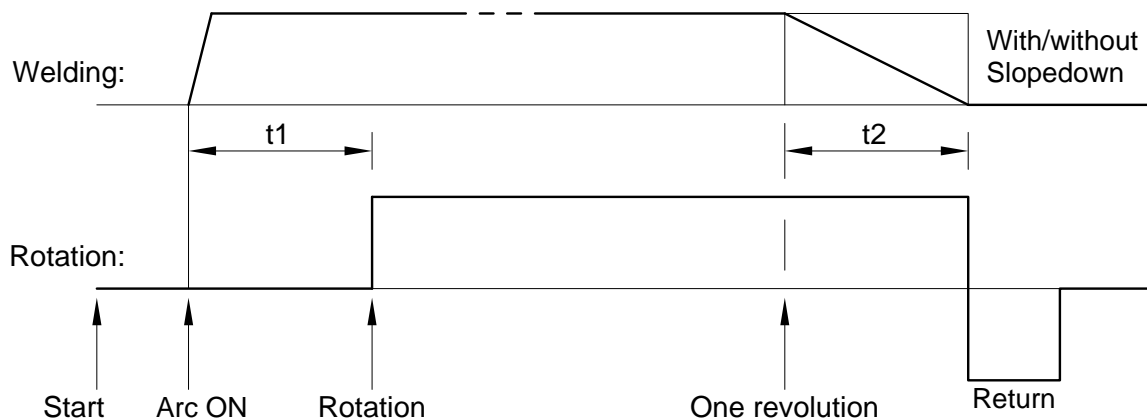 With/without
Slopedown
Welding:
t1
t2
Rotation:
Start
Arc ON
Rotation
One revolution
Return